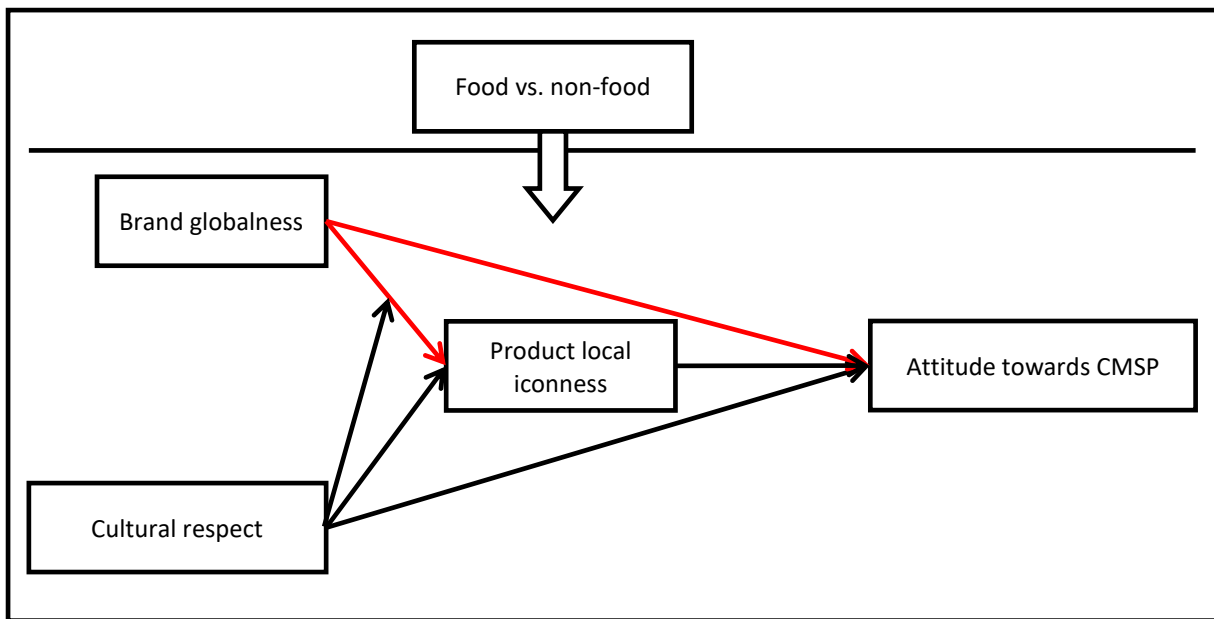 Food vs. non-food
Brand globalness
Product local
iconness
Attitude towards CMSP
Cultural respect